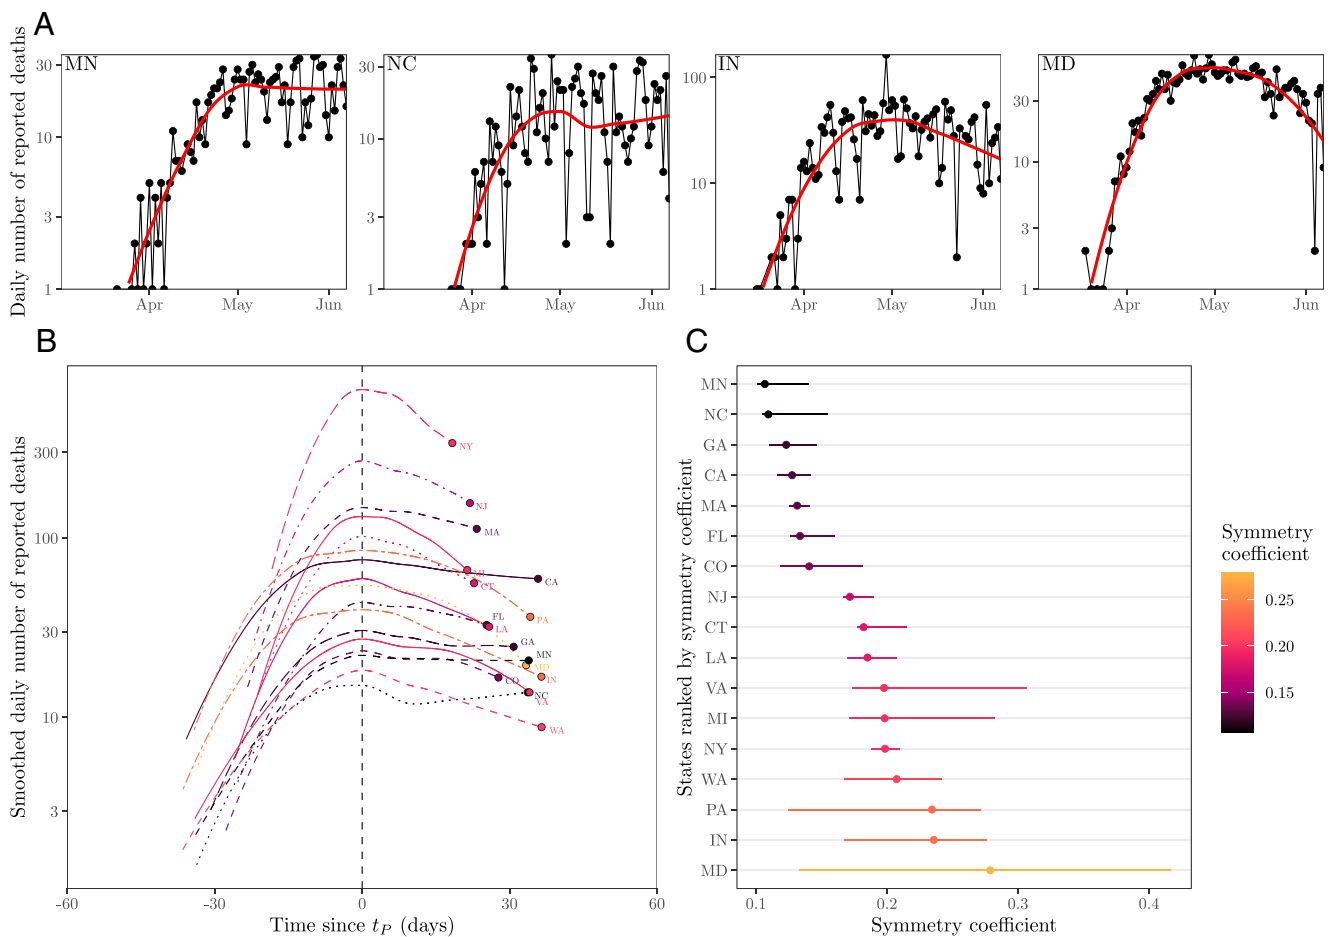 A
Daily number of reported deaths
MN
30
10
3
1
Apr
May
Jun
NC
30
10
3
1
Apr
May
Jun
IN
100
10
1
Apr
May
Jun
MD
30
10
3
1
Apr
May
Jun
B
Smoothed daily number of reported deaths
300
100
30
10
3
NY
NJ
MA
MI
CT
CA
PA
FL
LA
GA
MN
MD
IN
CO
NC
VA
WA
-60
-30
0
30
60
Time since t_P (days)
C
States ranked by symmetry coefficient
MN
NC
GA
CA
MA
FL
CO
NJ
CT
LA
VA
MI
NY
WA
PA
IN
MD
0.1
0.2
0.3
0.4
Symmetry coefficient
Symmetry
coefficient
0.25
0.20
0.15